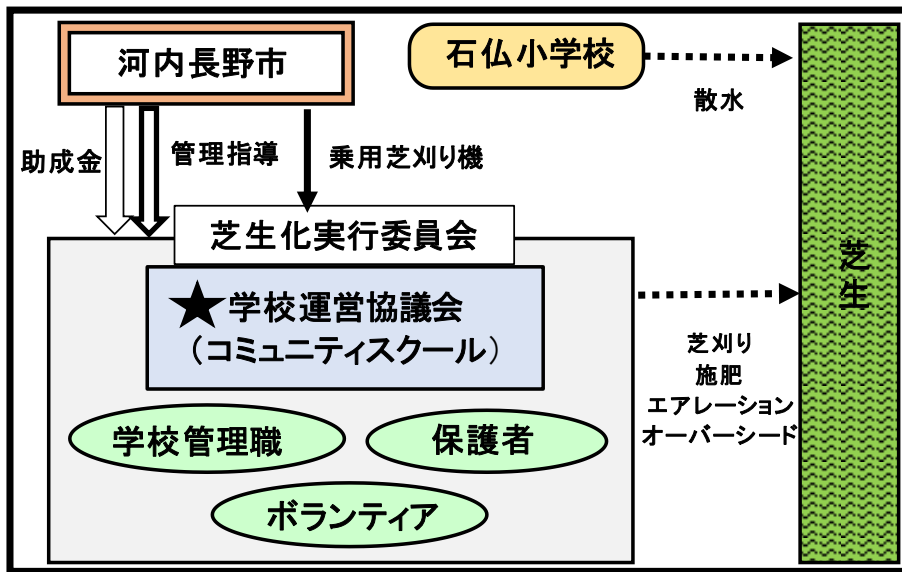 河内長野市
石仏小学校
散水
助成金
管理指導
乗用芝刈り機
芝生化実行委員会
★学校運営協議会
（コミュニティスクール）
学校管理職
保護者
ボランティア
芝刈り
施肥
エアレーション
オーバーシード
芝生